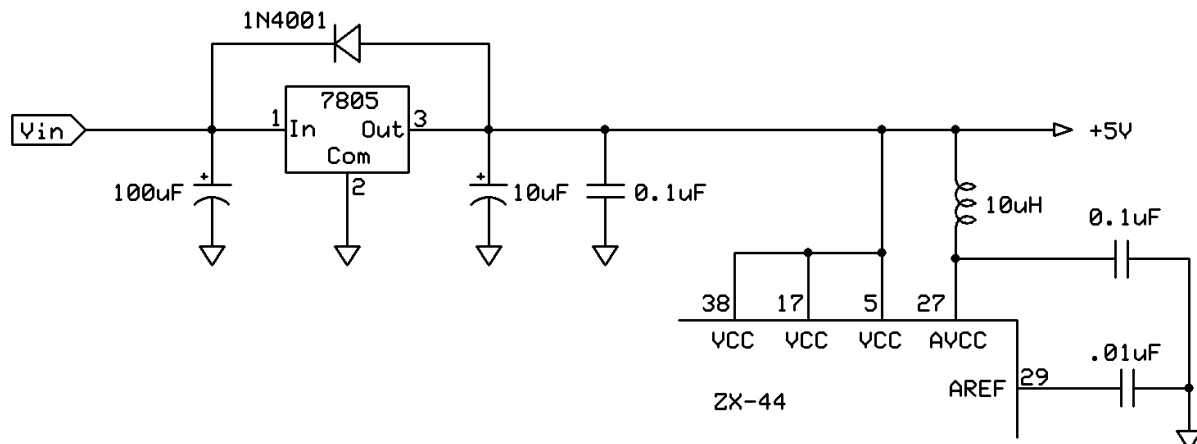 1N4001
7805
Vin
1
In
Out
3
+5V
Com
2
+
100uF
+
10uF
0.1uF
10uH
0.1uF
38
17
5
27
VCC
VCC
VCC
AVCC
.01uF
AREF
29
ZX-44